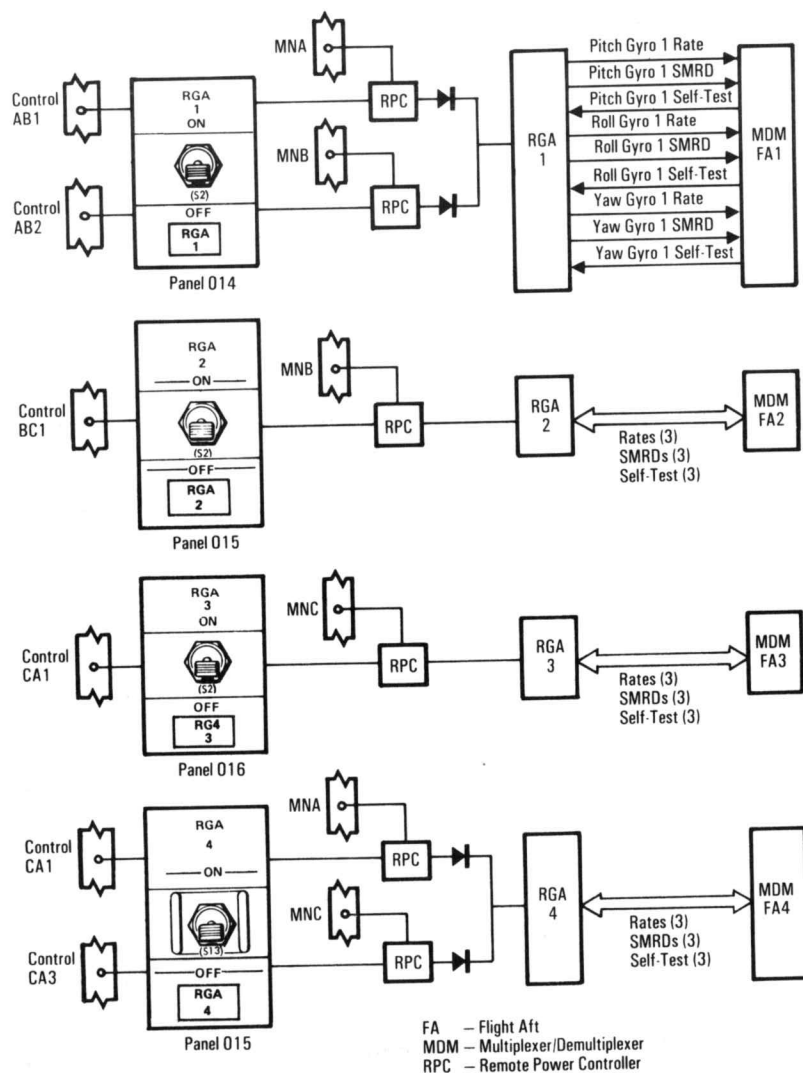 MNA
Control
AB1
RGA
1
ON
(S2)
OFF
RGA
1
Panel O14
RPC
MNB
Control
AB2
RPC
RGA
1
Pitch Gyro 1 Rate
Pitch Gyro 1 SMRD
Pitch Gyro 1 Self-Test
Roll Gyro 1 Rate
Roll Gyro 1 SMRD
Roll Gyro 1 Self-Test
Yaw Gyro 1 Rate
Yaw Gyro 1 SMRD
Yaw Gyro 1 Self-Test
MDM
FA1
Control
BC1
RGA
2
ON
(S2)
OFF
RGA
2
Panel O15
MNB
RPC
RGA
2
Rates (3)
SMRDs (3)
Self-Test (3)
MDM
FA2
Control
CA1
RGA
3
ON
(S2)
OFF
RG4
3
Panel O16
MNC
RPC
RGA
3
Rates (3)
SMRDs (3)
Self-Test (3)
MDM
FA3
Control
CA1
Control
CA3
RGA
4
ON
(S13)
OFF
RGA
4
Panel O15
MNA
RPC
MNC
RPC
RGA
4
Rates (3)
SMRDs (3)
Self-Test (3)
MDM
FA4
FA – Flight Aft
MDM – Multiplexer/Demultiplexer
RPC – Remote Power Controller